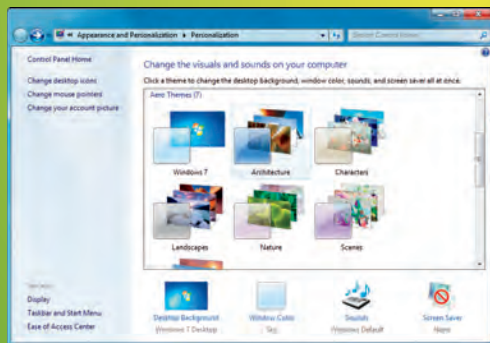 Appearance and Personalization ▸ Personalization
Search Control Panel
Control Panel Home
Change desktop icons
Change mouse pointers
Change your account picture
Change the visuals and sounds on your computer
Click a theme to change the desktop background, window color, sounds, and screen saver all at once.
Aero Themes (7)
Windows 7
Architecture
Characters
Landscapes
Nature
Scenes
See also
Display
Taskbar and Start Menu
Ease of Access Center
Desktop Background
Windows 7 Desktop
Window Color
Sky
Sounds
Windows Default
Screen Saver
None